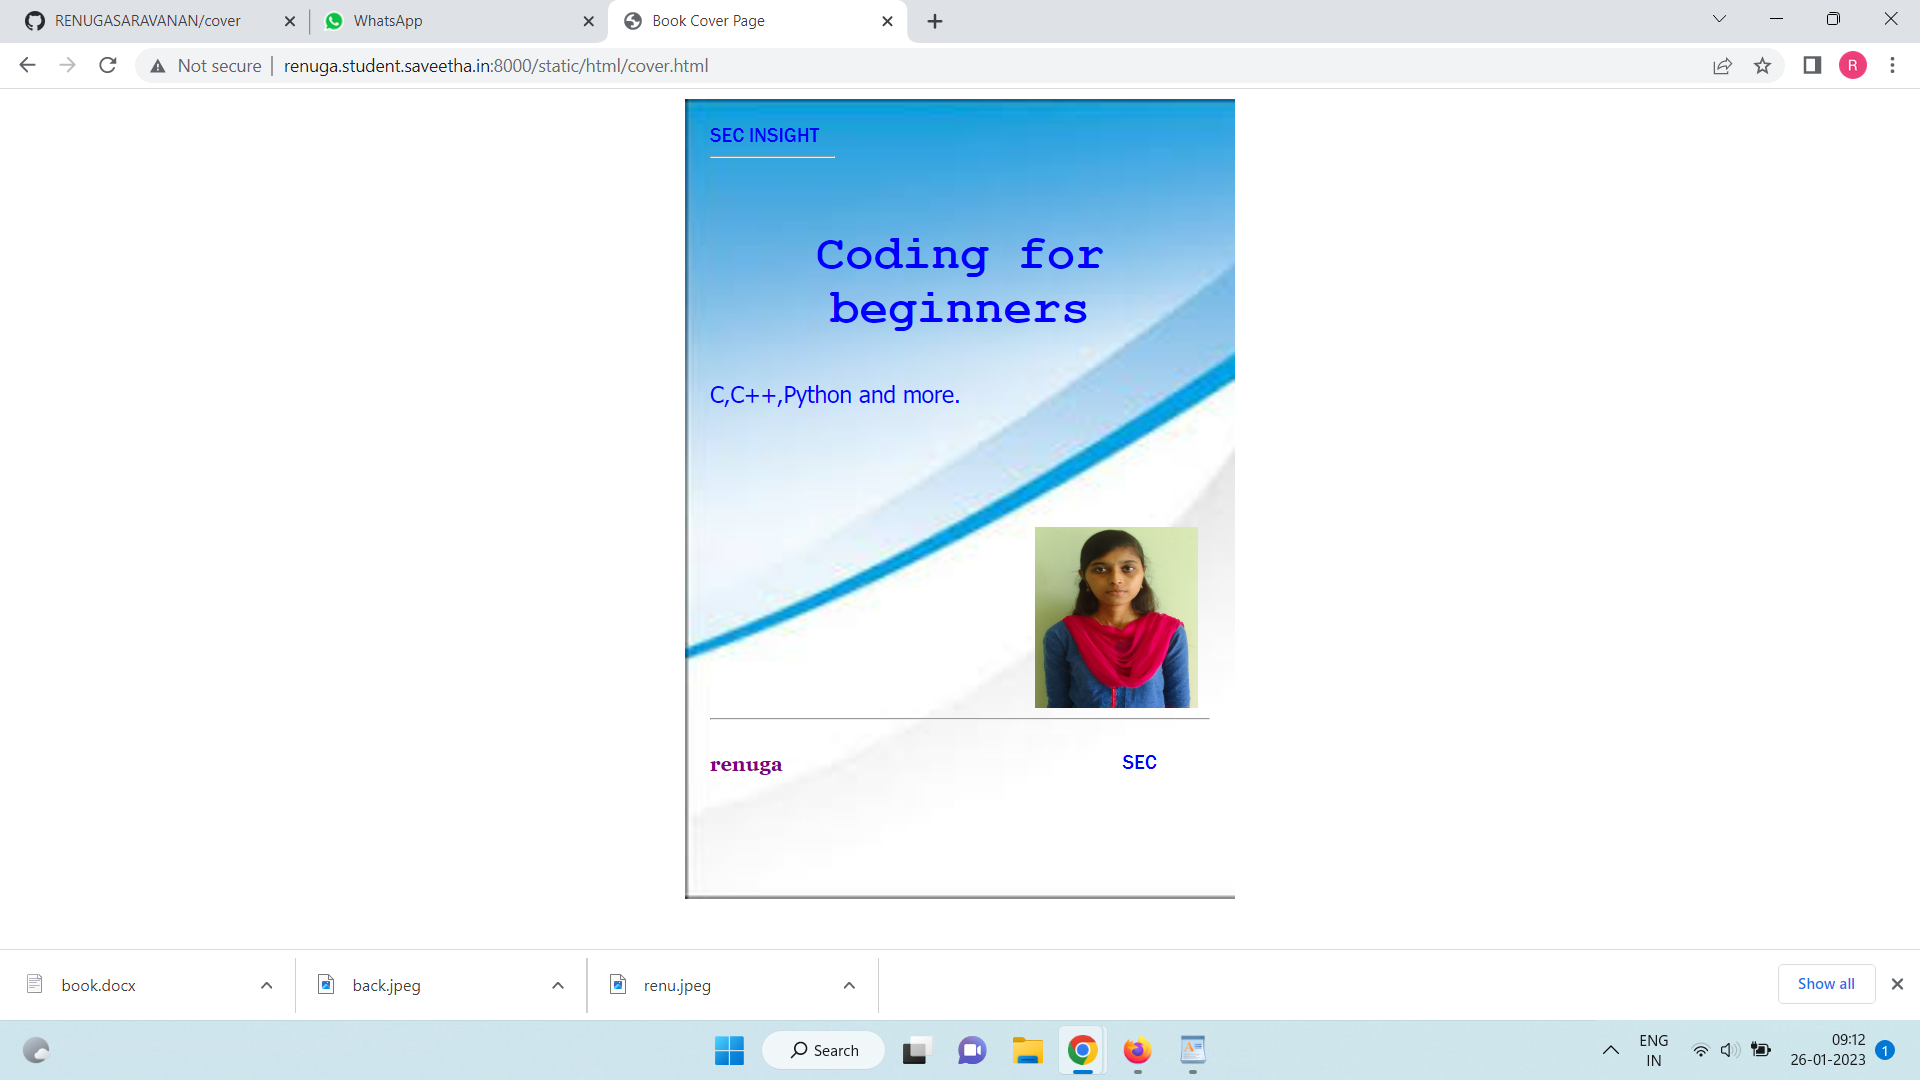 RENUGASARAVANAN/cover
WhatsApp
Book Cover Page
Not secure
renuga.student.saveetha.in:8000/static/html/cover.html
R
SEC INSIGHT
Coding for
beginners
C,C++,Python and more.
renuga
SEC
book.docx
back.jpeg
renu.jpeg
Show all
Search
ENG
IN
09:12
26-01-2023
1